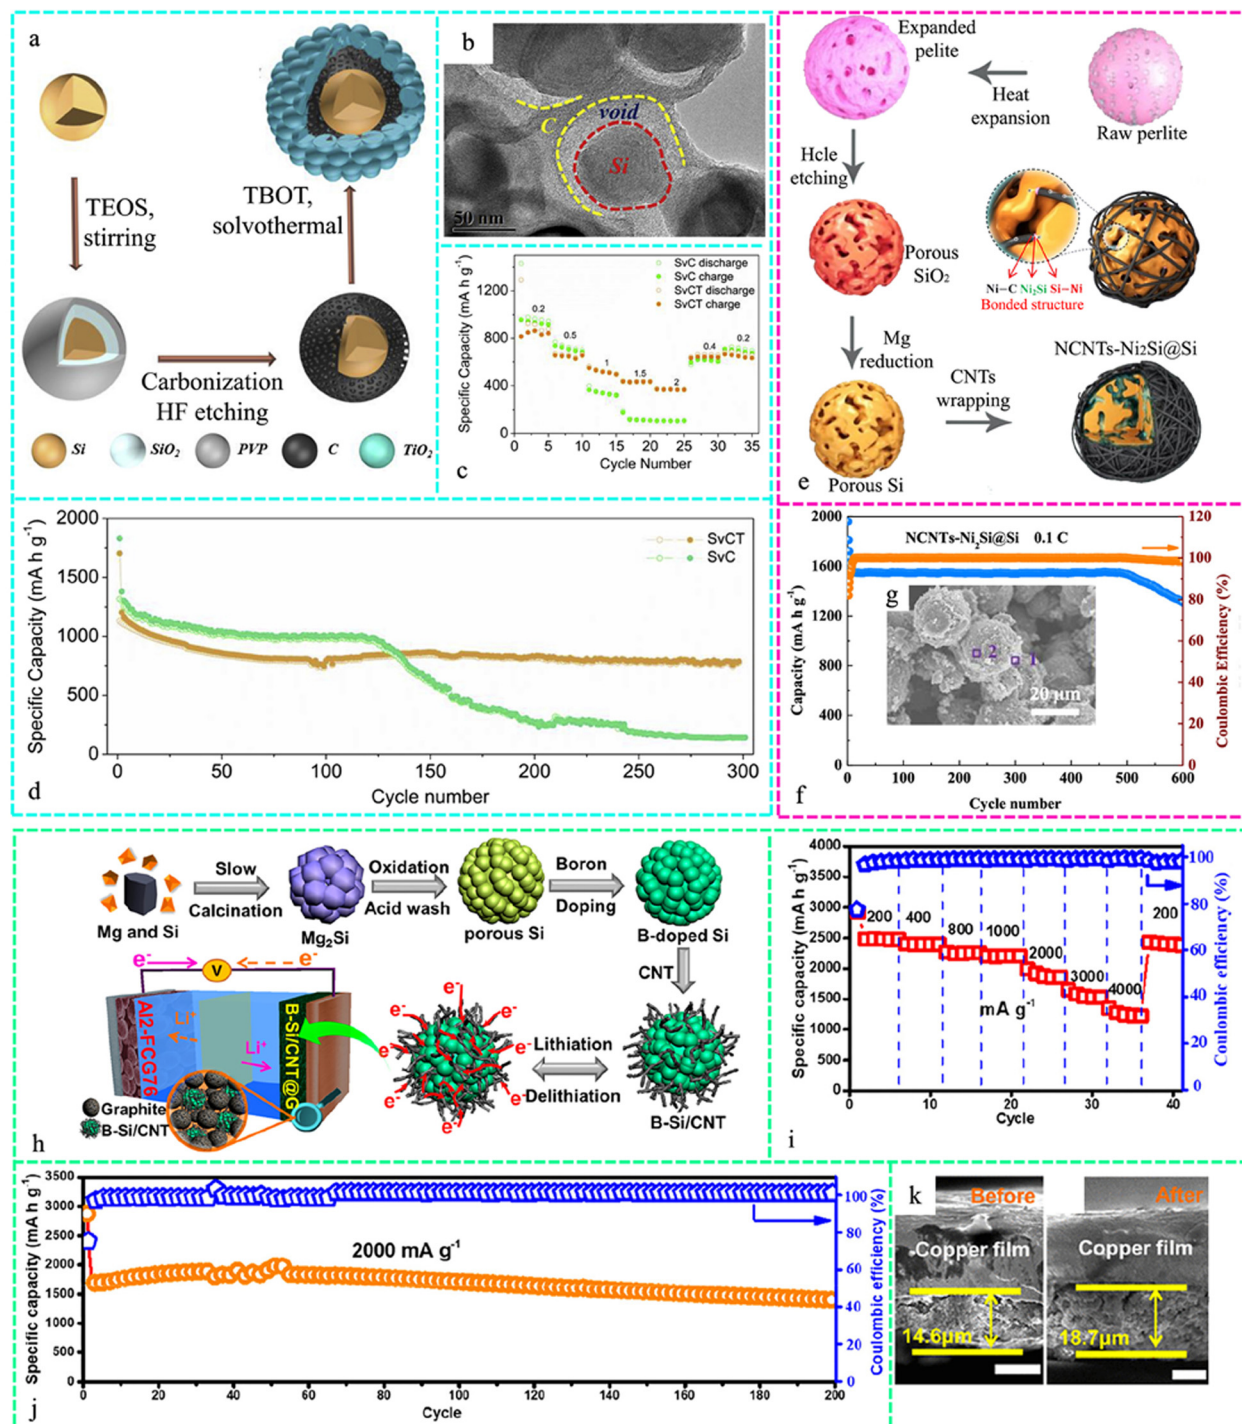 a
TEOS,
stirring
TBOT,
solvothermal
Carbonization
HF etching
Si
SiO₂
PVP
C
TiO₂
b
C
void
Si
50 nm
Specific Capacity (mA h g⁻¹)
SvC discharge
SvC charge
SvCT discharge
SvCT charge
1200
800
400
0
0.2
0.5
1
1.5
2
0.4
0.2
0 5 10 15 20 25 30 35
Cycle Number
c
Expanded
pelite
Heat
expansion
Raw perlite
Hcle
etching
Porous
SiO₂
Ni−C Ni₂Si Si−Ni
Bonded structure
Mg
reduction
NCNTs-Ni₂Si@Si
CNTs
wrapping
Porous Si
e
2000
1500
1000
500
0
Specific Capacity (mA h g⁻¹)
SvCT
SvC
0 50 100 150 200 250 300
Cycle number
d
2000
1600
1200
800
400
0
Capacity (mA h g⁻¹)
NCNTs-Ni₂Si@Si 0.1 C
g
2
1
20 μm
120
100
80
60
40
20
0
Coulombic Efficiency (%)
0 100 200 300 400 500 600
Cycle number
f
Mg and Si
Slow
Calcination
Mg₂Si
Oxidation
Acid wash
porous Si
Boron
Doping
B-doped Si
CNT
B-Si/CNT
Lithiation
Delithiation
e⁻
e⁻
e⁻
e⁻
e⁻
e⁻
e⁻
e⁻
e⁻
V
e⁻
Al2-FCG76
Li⁺
Li⁺
B-Si/CNT@G
Graphite
B-Si/CNT
h
4000
3500
3000
2500
2000
1500
1000
500
0
Specific capacity (mA h g⁻¹)
200
400
800
1000
2000
3000
4000
200
mA g⁻¹
100
80
60
40
20
0
Coulombic efficiency (%)
0 10 20 30 40
Cycle
i
3500
3000
2500
2000
1500
1000
500
0
Specific capacity (mA h g⁻¹)
2000 mA g⁻¹
100
80
60
40
20
0
Coulombic efficiency (%)
0 20 40 60 80 100 120 140 160 180 200
Cycle
j
k
Before
Copper film
14.6μm
After
Copper film
18.7μm